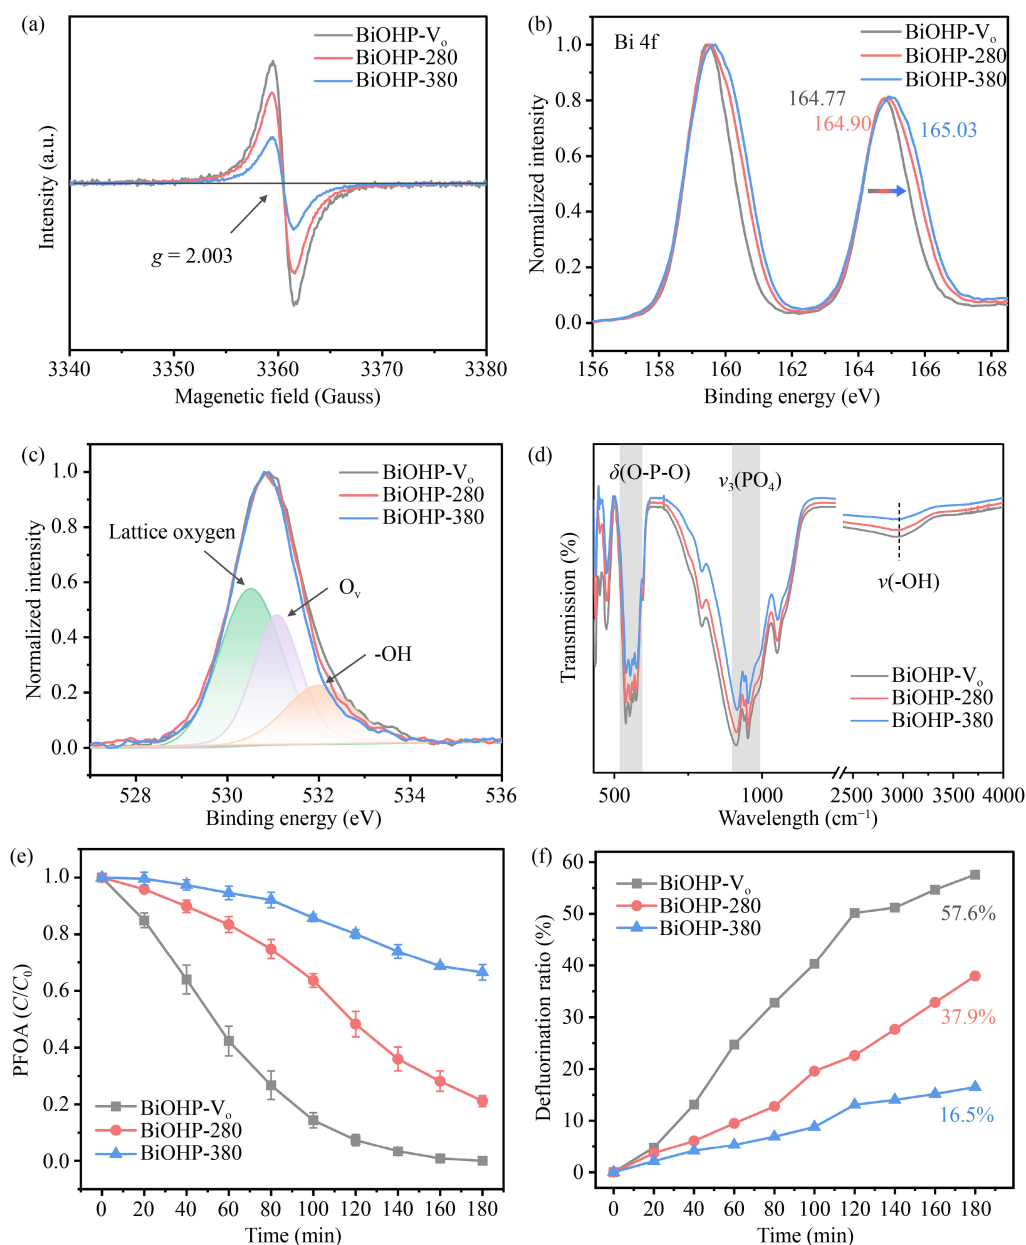 (a)
BiOHP-Vo
BiOHP-280
BiOHP-380
Intensity (a.u.)
g = 2.003
3340 3350 3360 3370 3380
Magenetic field (Gauss)
(b)
Bi 4f
BiOHP-Vo
BiOHP-280
BiOHP-380
164.77
164.90
165.03
Normalized intensity
1.0
0.8
0.6
0.4
0.2
0.0
156 158 160 162 164 166 168
Binding energy (eV)
(c)
BiOHP-Vo
BiOHP-280
BiOHP-380
Lattice oxygen
Ov
-OH
Normalized intensity
1.0
0.8
0.6
0.4
0.2
0.0
528 530 532 534 536
Binding energy (eV)
(d)
δ(O-P-O)
ν3(PO4)
ν(-OH)
BiOHP-Vo
BiOHP-280
BiOHP-380
Transmission (%)
500 1000 2500 3000 3500 4000
Wavelength (cm−1)
(e)
PFOA (C/C0)
1.0
0.8
0.6
0.4
0.2
0.0
BiOHP-Vo
BiOHP-280
BiOHP-380
0 20 40 60 80 100 120 140 160 180
Time (min)
(f)
Defluorination ratio (%)
60
50
40
30
20
10
0
BiOHP-Vo
BiOHP-280
BiOHP-380
57.6%
37.9%
16.5%
0 20 40 60 80 100 120 140 160 180
Time (min)